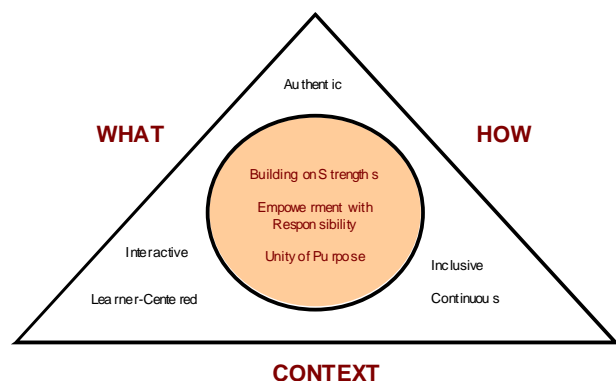 Authentic
WHAT
HOW
Building on Strengths
Empowerment with
Responsibility
Unity of Purpose
Interactive
Learner-Centered
Inclusive
Continuous
CONTEXT